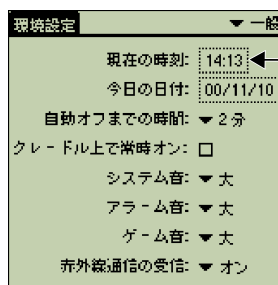 環境設定 ▼ 一般
現在の時刻: 14:13
今日の日付: 00/11/10
自動オフまでの時間: ▼ 2 分
クレードル上で常時オン: □
システム音: ▼ 大
アラーム音: ▼ 大
ゲーム音: ▼ 大
赤外線通信の受信: ▼ オン